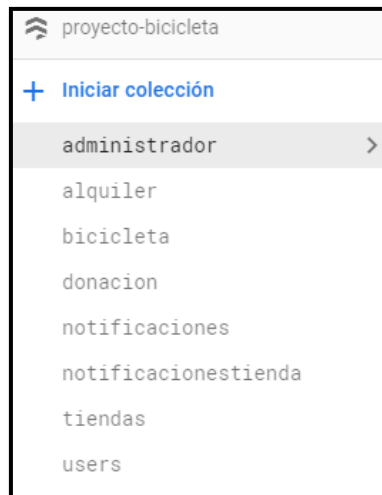 proyecto-bicicleta
Iniciar colección
administrador
alquiler
bicicleta
donacion
notificaciones
notificacionestienda
tiendas
users